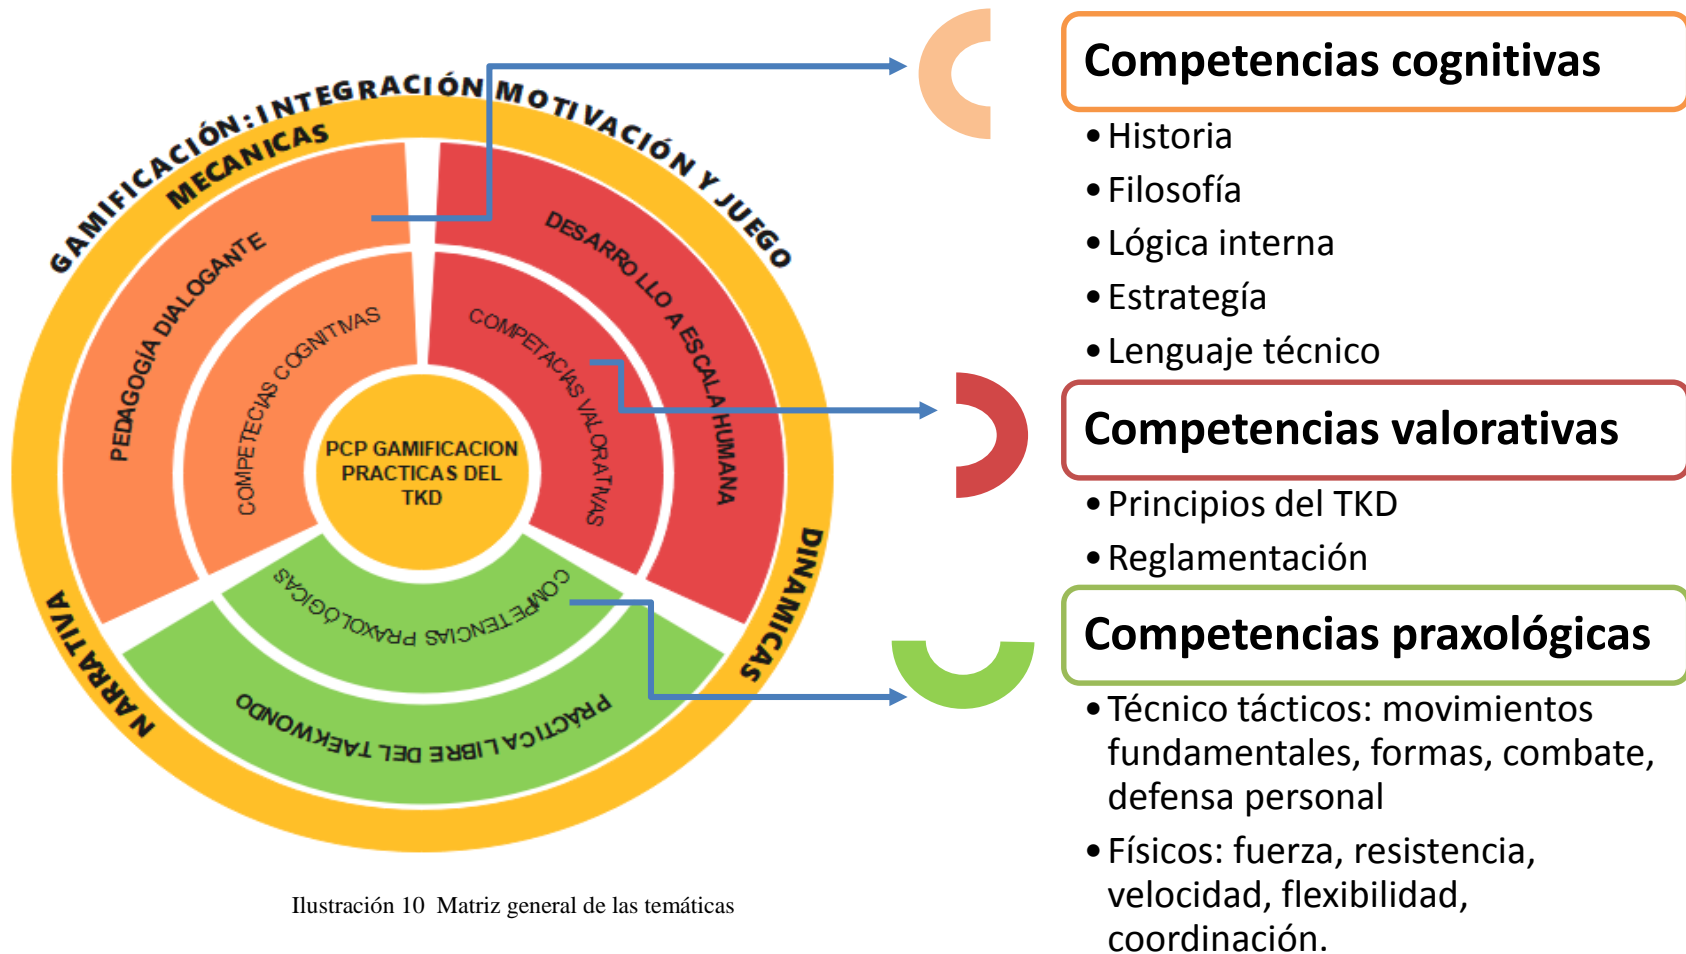 GAMIFICACIÓN: INTEGRACIÓN MOTIVACIÓN Y JUEGO
MECANICAS
DINAMICAS
NARRATIVA
PEDAGOGÍA DIALOGANTE
COMPETECIAS COGNITIVAS
DESARROLLO A ESCALA HUMANA
COMPETACIAS VALORATIVAS
PCP GAMIFICACION
PRACTICAS DEL
TKD
COMPETENCIAS PRAXOLÓGICAS
PRÁCTICA LIBRE DEL TAEKWONDO
Ilustración 10 Matriz general de las temáticas
Competencias cognitivas
• Historia
• Filosofía
• Lógica interna
• Estrategía
• Lenguaje técnico
Competencias valorativas
• Principios del TKD
• Reglamentación
Competencias praxológicas
• Técnico tácticos: movimientos
fundamentales, formas, combate,
defensa personal
• Físicos: fuerza, resistencia,
velocidad, flexibilidad,
coordinación.